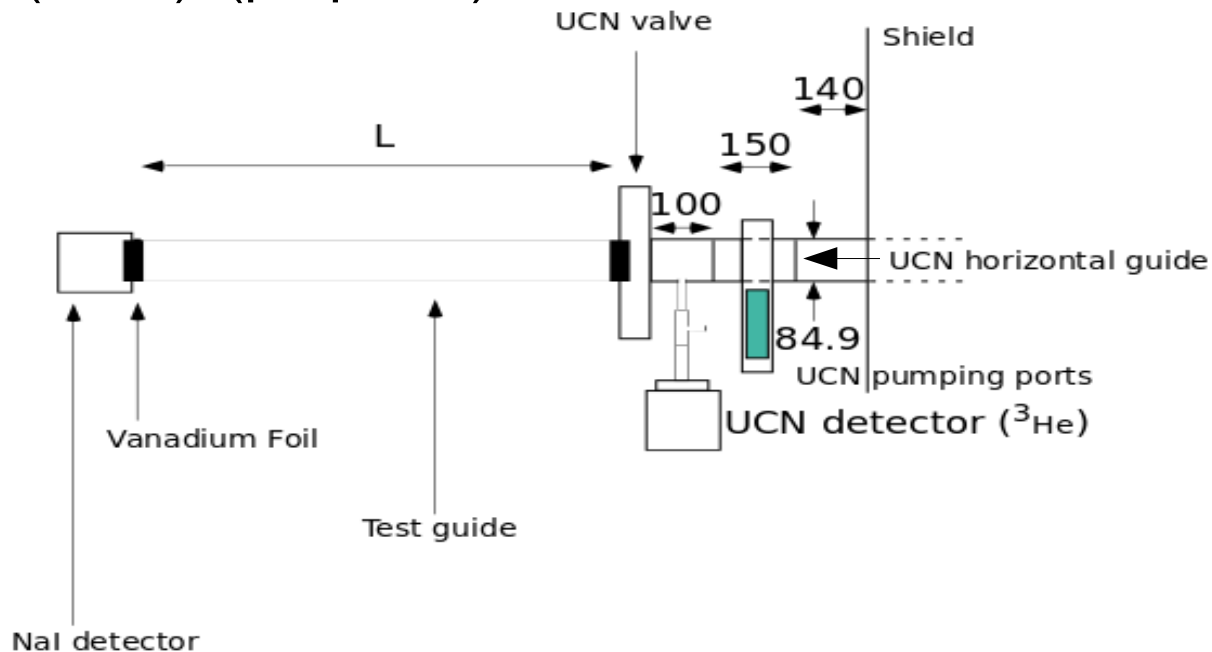 UCN valve
Shield
140
L
150
100
UCN horizontal guide
84.9
UCN pumping ports
UCN detector (³He)
Vanadium Foil
Test guide
NaI detector